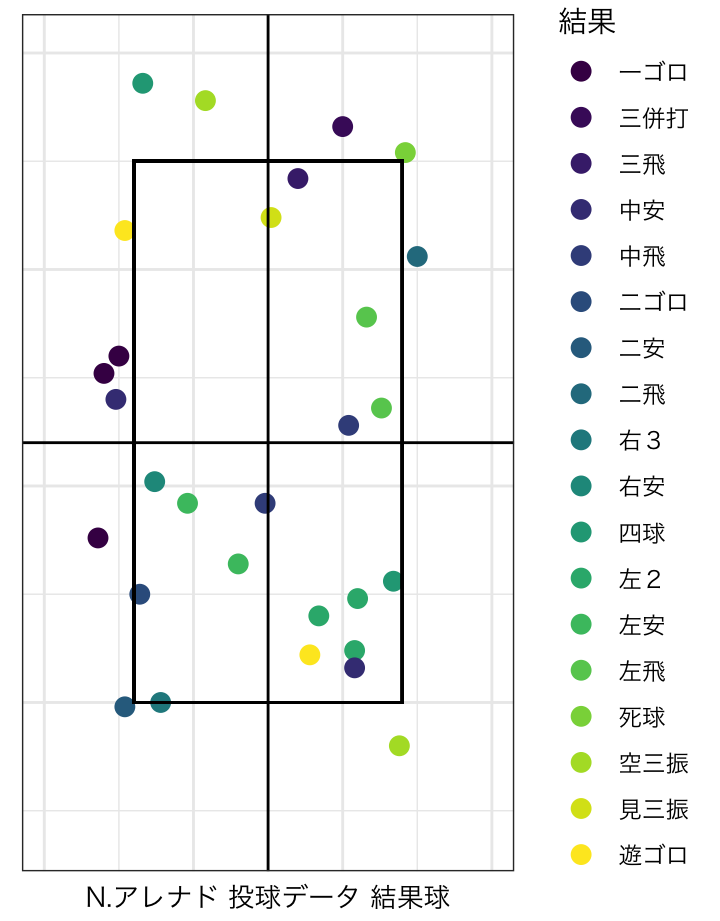 結果
一ゴロ
三併打
三飛
中安
中飛
二ゴロ
二安
二飛
右３
右安
四球
左２
左安
左飛
死球
空三振
見三振
遊ゴロ
N.アレナド 投球データ 結果球